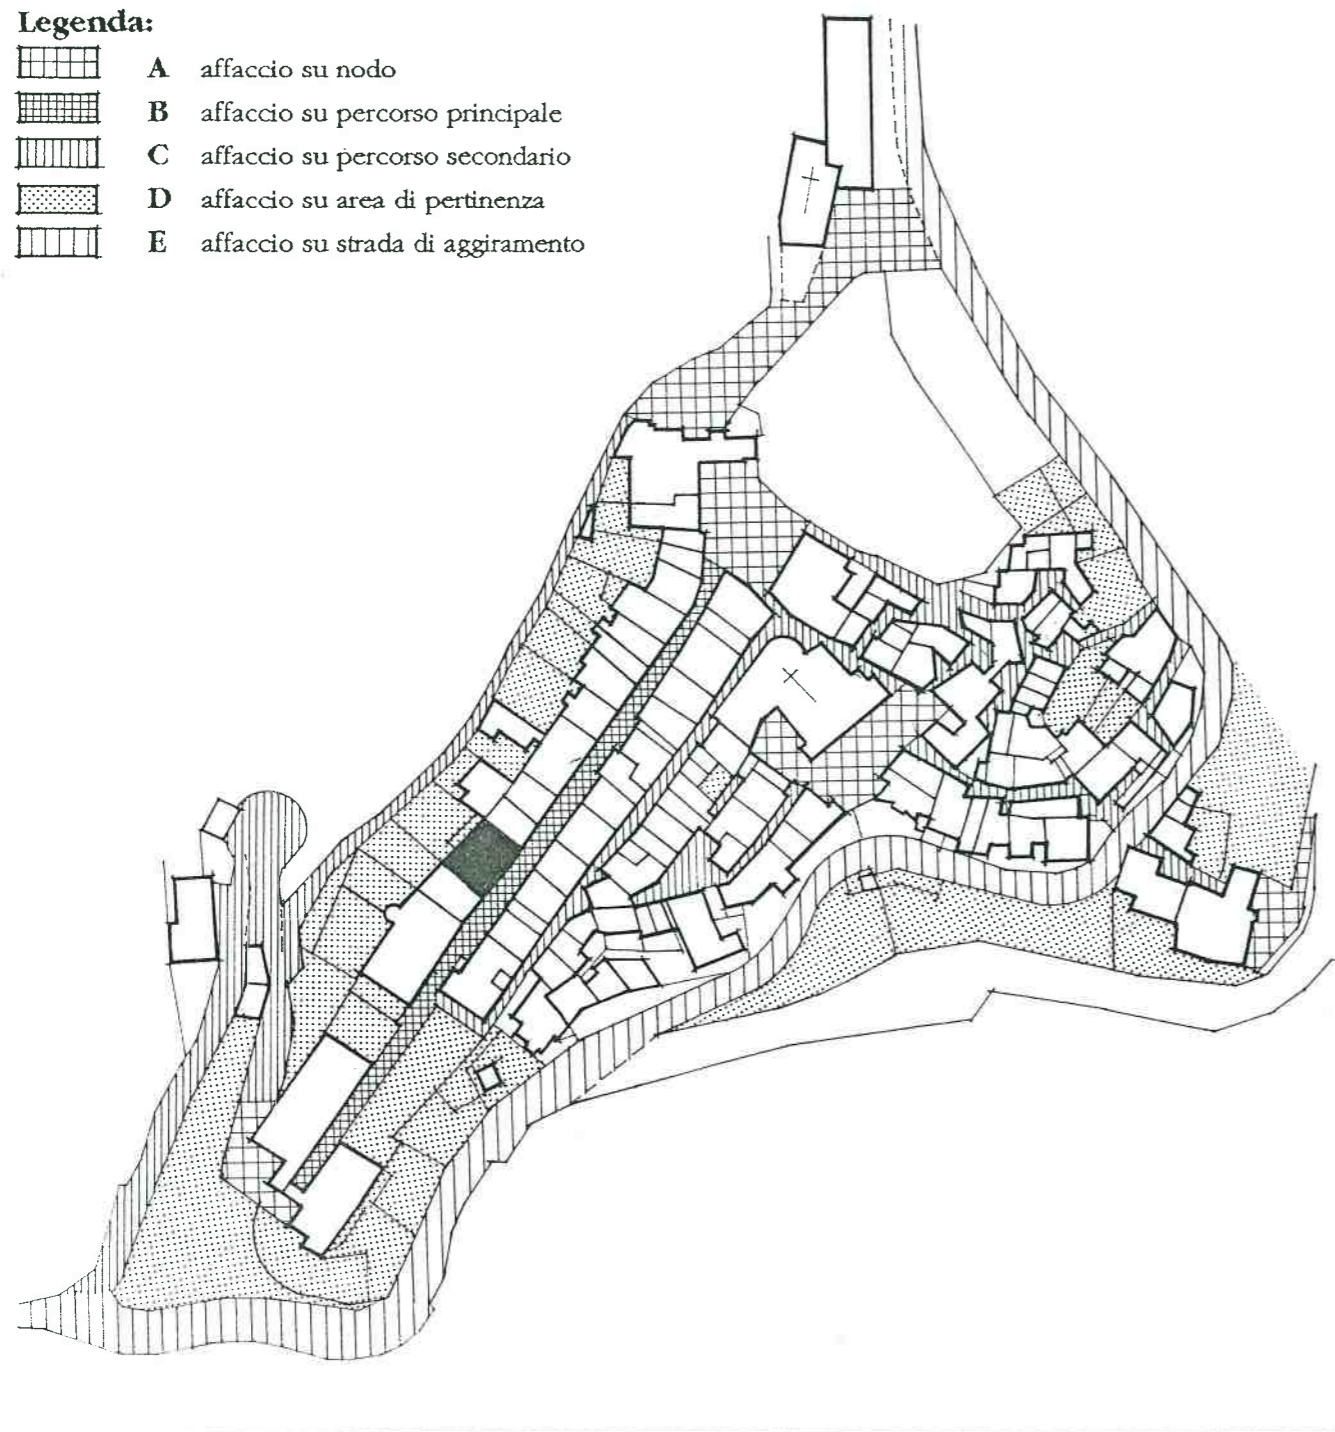 Legenda:
A affaccio su nodo
B affaccio su percorso principale
C affaccio su percorso secondario
D affaccio su area di pertinenza
E affaccio su strada di aggiramento